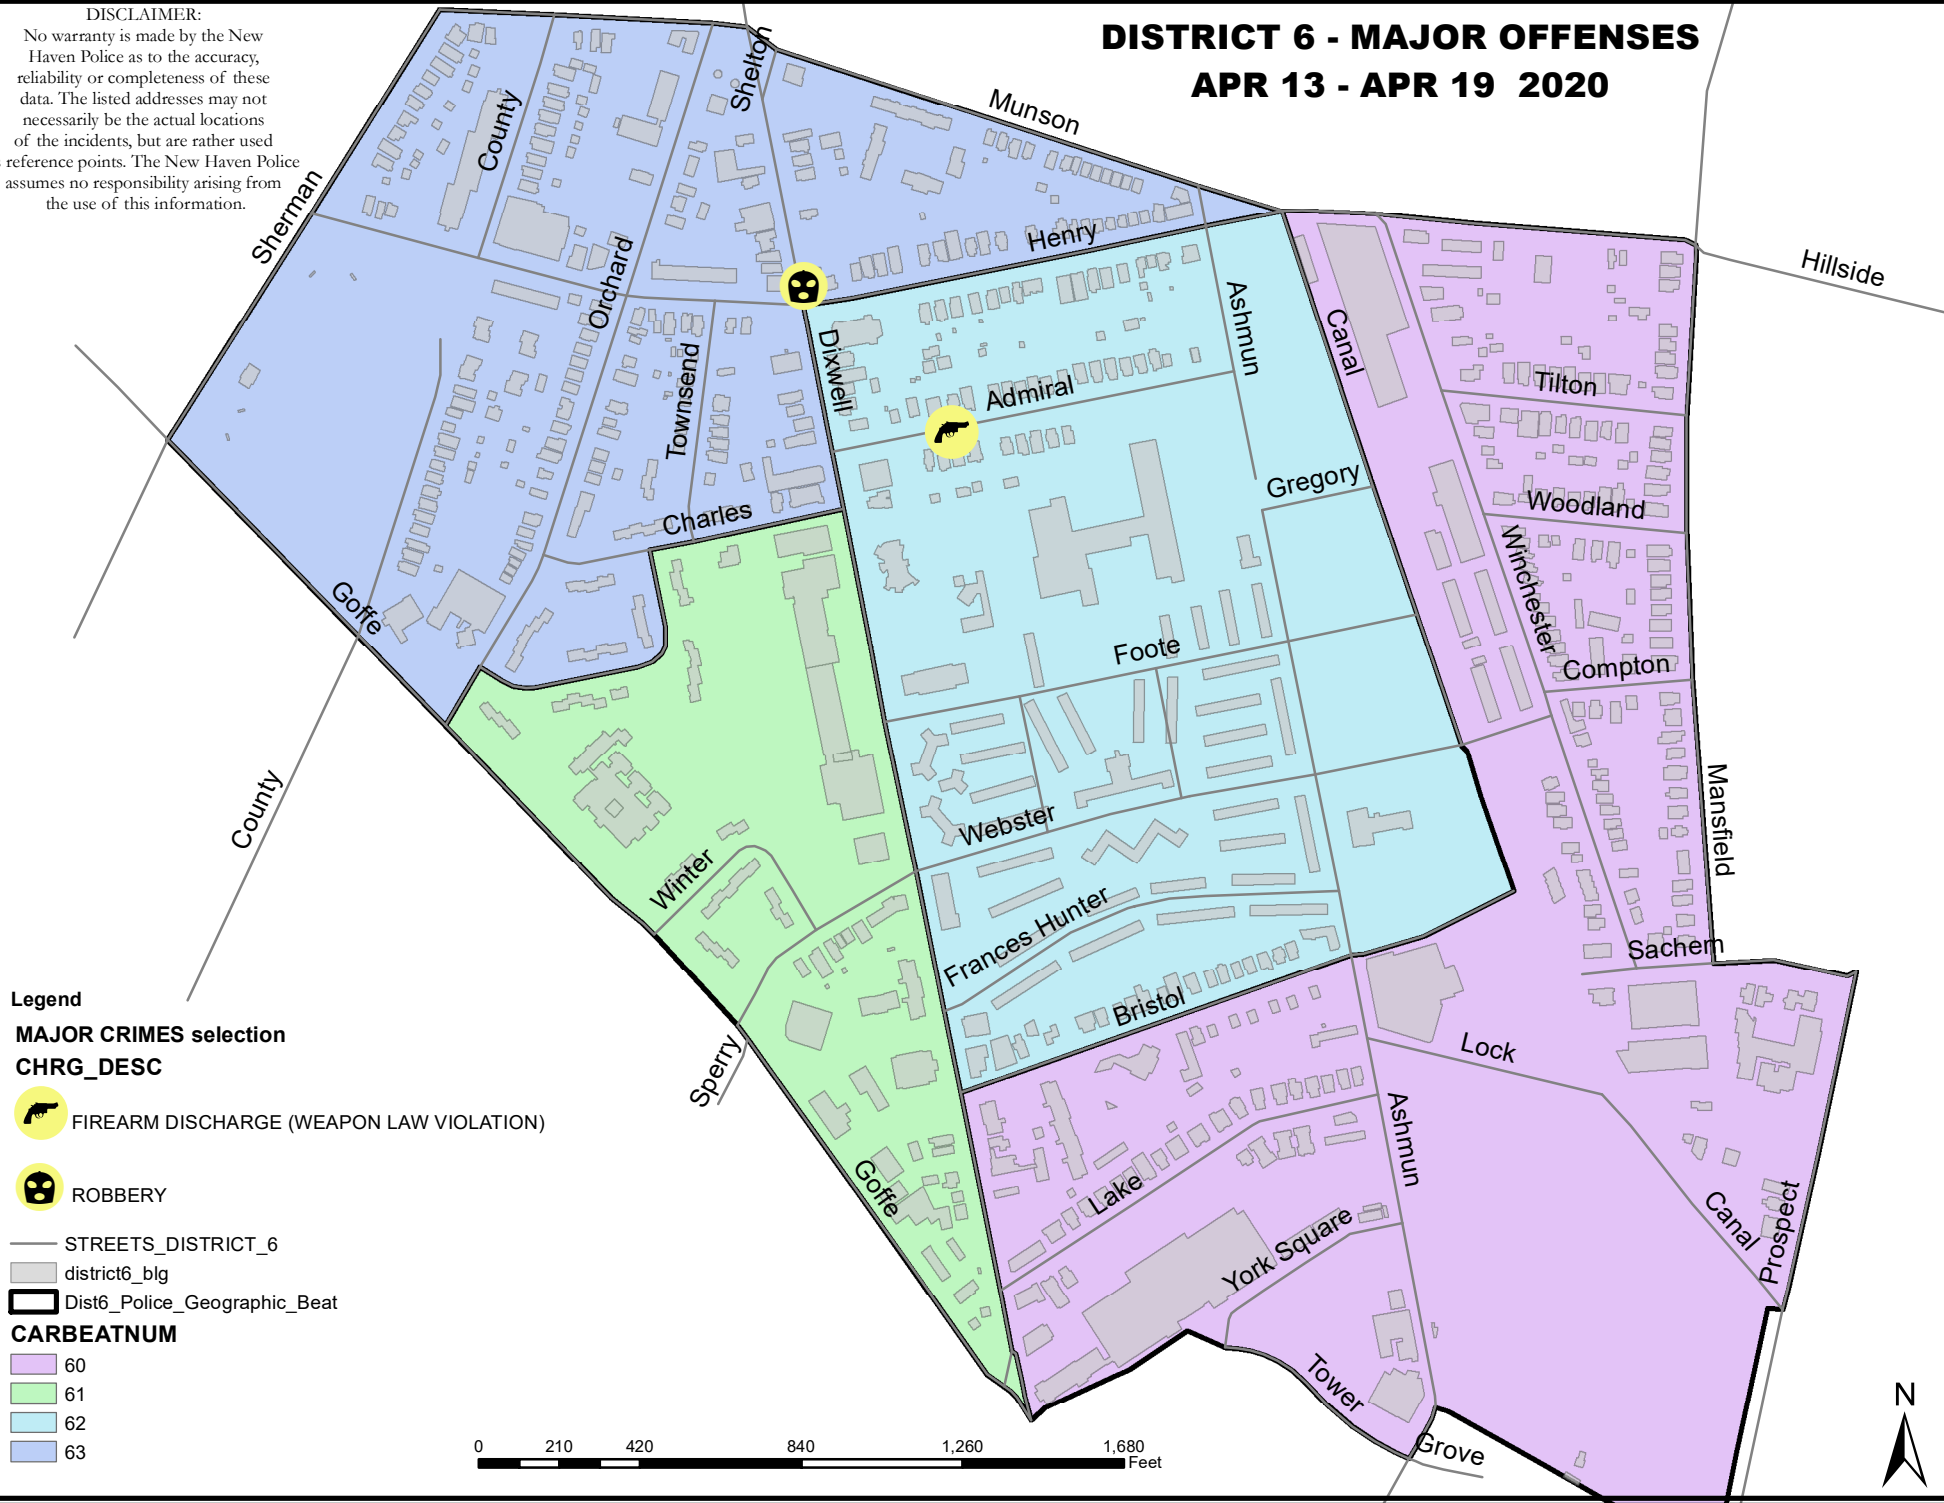 DISCLAIMER:
No warranty is made by the New
Haven Police as to the accuracy,
reliability or completeness of these
data. The listed addresses may not
necessarily be the actual locations
of the incidents, but are rather used
reference points. The New Haven Police
assumes no responsibility arising from
the use of this information.
DISTRICT 6 - MAJOR OFFENSES
APR 13 - APR 19 2020
Shelton
Munson
County
Sherman
Henry
Hillside
Orchard
Ashmun
Canal
Dixwell
Townsend
Admiral
Tilton
Gregory
Woodland
Charles
Winchester
Goffe
Foote
Compton
County
Webster
Mansfield
Winter
Frances Hunter
Sachem
Bristol
Sperry
Lock
Ashmun
Goffe
Lake
Canal
Prospect
York Square
Tower
Grove
Legend
MAJOR CRIMES selection
CHRG_DESC
FIREARM DISCHARGE (WEAPON LAW VIOLATION)
ROBBERY
STREETS_DISTRICT_6
district6_blg
Dist6_Police_Geographic_Beat
CARBEATNUM
60
61
62
63
0 210 420 840 1,260 1,680
Feet
N